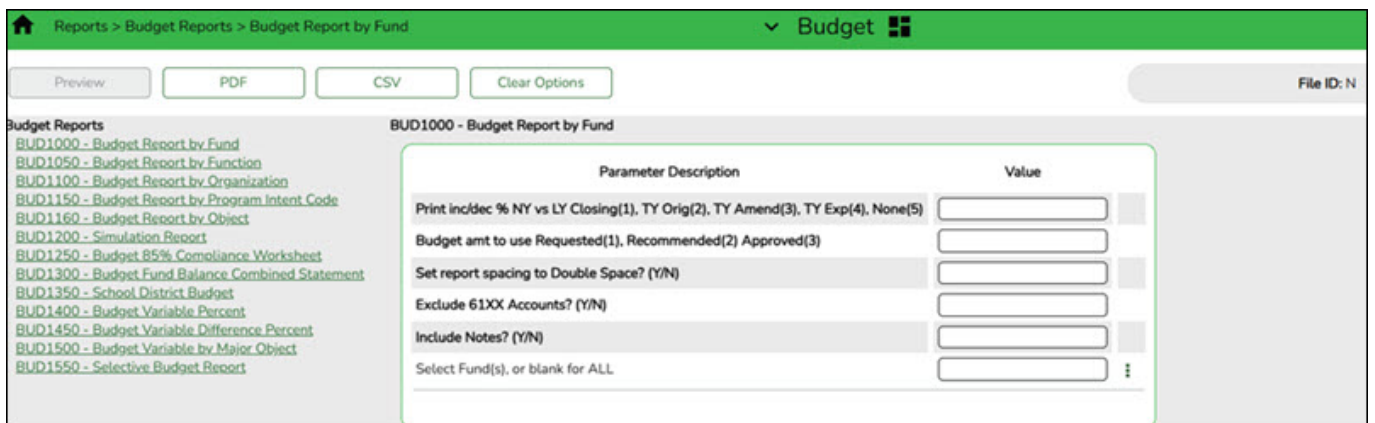 Reports > Budget Reports > Budget Report by Fund
Budget
Preview
PDF
CSV
Clear Options
File ID: N
Budget Reports
BUD1000 - Budget Report by Fund
BUD1050 - Budget Report by Function
BUD1100 - Budget Report by Organization
BUD1150 - Budget Report by Program Intent Code
BUD1160 - Budget Report by Object
BUD1200 - Simulation Report
BUD1250 - Budget 85% Compliance Worksheet
BUD1300 - Budget Fund Balance Combined Statement
BUD1350 - School District Budget
BUD1400 - Budget Variable Percent
BUD1450 - Budget Variable Difference Percent
BUD1500 - Budget Variable by Major Object
BUD1550 - Selective Budget Report
BUD1000 - Budget Report by Fund
Parameter Description Value
Print inc/dec % NY vs LY Closing(1), TY Orig(2), TY Amend(3), TY Exp(4), None(5)
Budget amt to use Requested(1), Recommended(2) Approved(3)
Set report spacing to Double Space? (Y/N)
Exclude 61XX Accounts? (Y/N)
Include Notes? (Y/N)
Select Fund(s), or blank for ALL